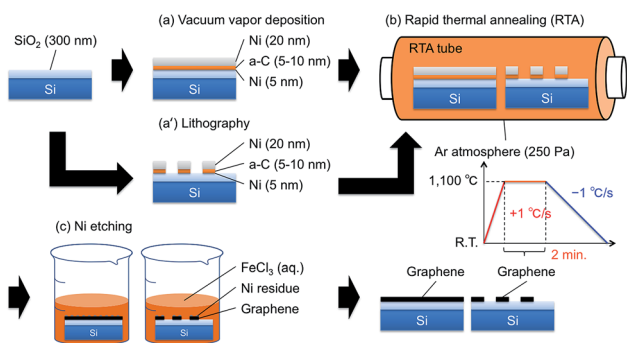 (a) Vacuum vapor deposition
SiO2 (300 nm)
Ni (20 nm)
a-C (5-10 nm)
Ni (5 nm)
Si
Si
(a′) Lithography
Ni (20 nm)
a-C (5-10 nm)
Ni (5 nm)
Si
(b) Rapid thermal annealing (RTA)
RTA tube
Si
Si
Ar atmosphere (250 Pa)
1,100 °C
−1 °C/s
+1 °C/s
R.T.
2 min.
(c) Ni etching
FeCl3 (aq.)
Ni residue
Graphene
Si
Si
Graphene
Graphene
Si
Si